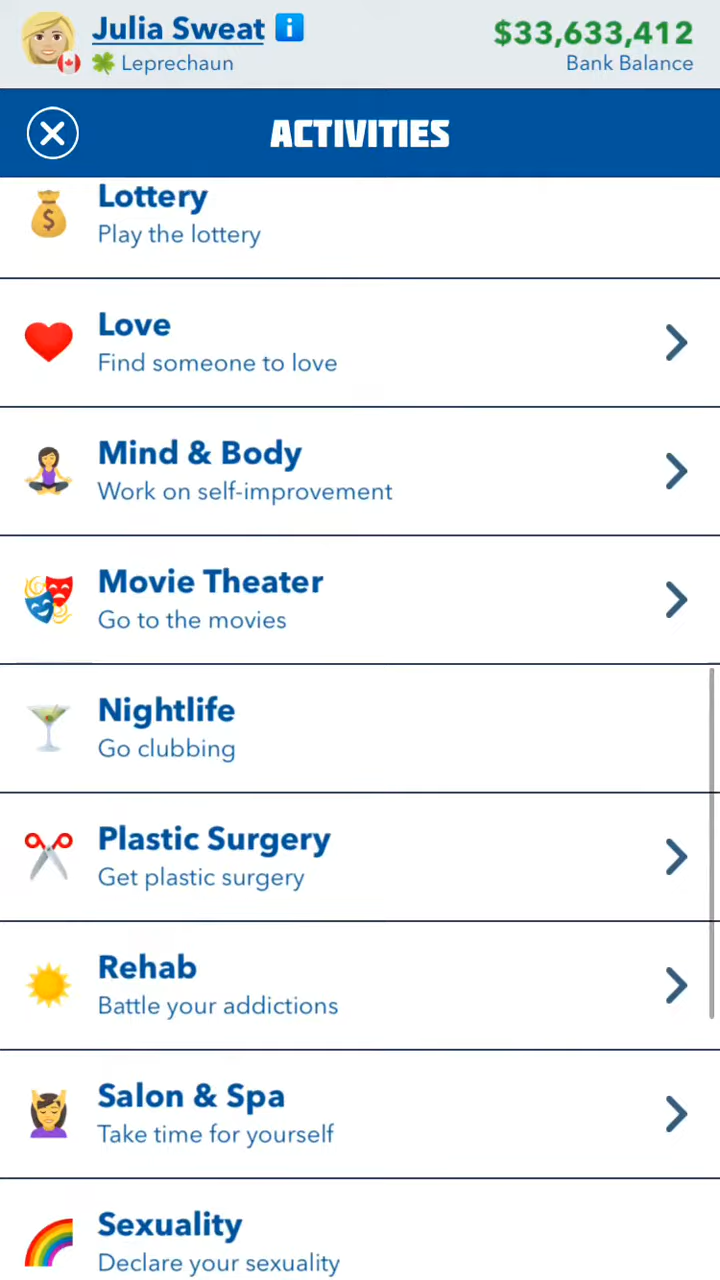 Julia Sweat
$33,633,412
Leprechaun
Bank Balance
ACTIVITIES
Lottery
Play the lottery
Love
Find someone to love
Mind & Body
Work on self-improvement
Movie Theater
Go to the movies
Nightlife
Go clubbing
Plastic Surgery
Get plastic surgery
Rehab
Battle your addictions
Salon & Spa
Take time for yourself
Sexuality
Declare your sexuality